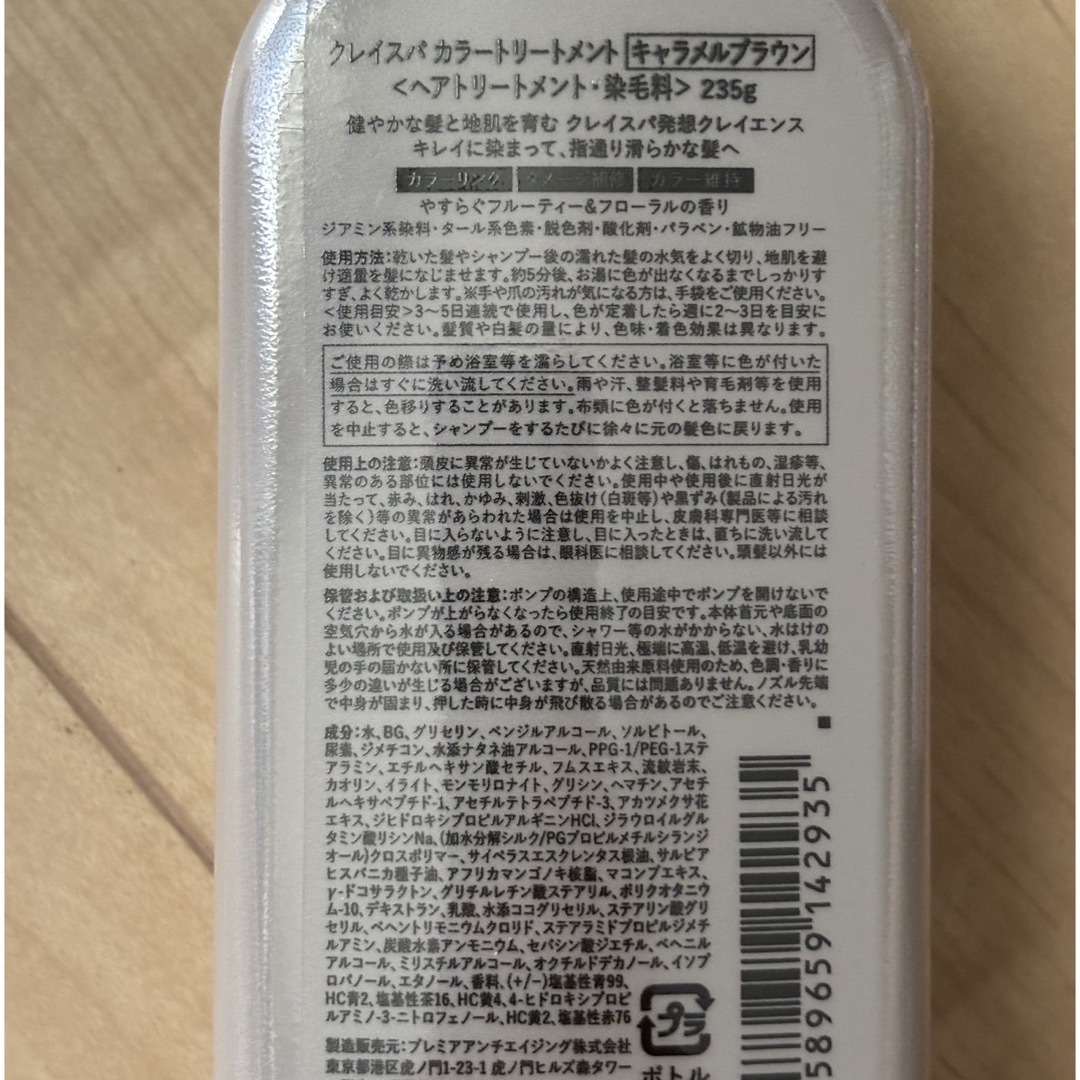 クレイスパ カラートリートメント キャラメルブラウン
<ヘアトリートメント・染毛料> 235g
健やかな髪と地肌を育む クレイスパ発想クレイエンス
キレイに染まって、指通り滑らかな髪へ
カラーリング ダメージ補修 カラー維持
やすらぐフルーティー&フローラルの香り
ジアミン系染料・タール系色素・脱色剤・酸化剤・パラベン・鉱物油フリー
使用方法:乾いた髪やシャンプー後の濡れた髪の水気をよく切り、地肌を避
け適量を髪になじませます。約5分後、お湯に色が出なくなるまでしっかりす
すぎ、よく乾かします。※手や爪の汚れが気になる方は、手袋をご使用ください。
<使用目安>3〜5日連続で使用し、色が定着したら週に2〜3日を目安に
お使いください。髪質や白髪の量により、色味・着色効果は異なります。
ご使用の際は予め浴室等を濡らしてください。浴室等に色が付いた
場合はすぐに洗い流してください。雨や汗、整髪料や育毛剤等を使用
すると、色移りすることがあります。布類に色が付くと落ちません。使用
を中止すると、シャンプーをするたびに徐々に元の髪色に戻ります。
使用上の注意:頭皮に異常が生じていないかよく注意し、傷、はれもの、湿疹等、
異常のある部位には使用しないでください。使用中や使用後に直射日光が
当たって、赤み、はれ、かゆみ、刺激、色抜け(白斑等)や黒ずみ(製品による汚れ
を除く)等の異常があらわれた場合は使用を中止し、皮膚科専門医等に相談
してください。目に入らないように注意し、目に入ったときは、直ちに洗い流して
ください。目に異物感が残る場合は、眼科医に相談してください。頭髪以外には
使用しないでください。
保管および取扱い上の注意:ポンプの構造上、使用途中でポンプを開けないで
ください。ポンプが上がらなくなったら使用終了の目安です。本体首元や底面の
空気穴から水が入る場合があるので、シャワー等の水がかからない、水はけの
よい場所で使用及び保管してください。直射日光、極端に高温、低温を避け、乳幼
児の手の届かない所に保管してください。天然由来原料使用のため、色調・香りに
多少の違いが生じる場合がございますが、品質には問題ありません。ノズル先端
で中身が固まり、押した時に中身が飛び散る場合があるのでご注意ください。
成分:水、BG、グリセリン、ベンジルアルコール、ソルビトール、
尿素、ジメチコン、水添ナタネ油アルコール、PPG-1/PEG-1ステ
アラミン、エチルヘキサン酸セチル、フムスエキス、流紋岩末、
カオリン、イライト、モンモリロナイト、グリシン、ヘマチン、アセチ
ルヘキサペプチド-1、アセチルテトラペプチド-3、アカツメクサ花
エキス、ジヒドロキシプロピルアルギニンHCl、ジラウロイルグル
タミン酸リシンNa、(加水分解シルク/PGプロピルメチルシランジ
オール)クロスポリマー、サイペラスエスクレンタス根油、サルビア
ヒスパニカ種子油、アフリカマンゴノキ核脂、マコンブエキス、
γ-ドコサラクトン、グリチルレチン酸ステアリル、ポリクオタニウ
ム-10、デキストラン、乳酸、水添ココグリセリル、ステアリン酸グリ
セリル、ベヘントリモニウムクロリド、ステアラミドプロピルジメチ
ルアミン、炭酸水素アンモニウム、セバシン酸ジエチル、ベヘニル
アルコール、ミリスチルアルコール、オクチルドデカノール、イソプ
ロパノール、エタノール、香料、(+/-)塩基性青99、
HC青2、塩基性茶16、HC黄4、4-ヒドロキシプロピ
ルアミノ-3-ニトロフェノール、HC黄2、塩基性赤76
製造販売元:プレミアアンチエイジング株式会社
東京都港区虎ノ門1-23-1 虎ノ門ヒルズ森タワー
プラ
ボトル
589659142935